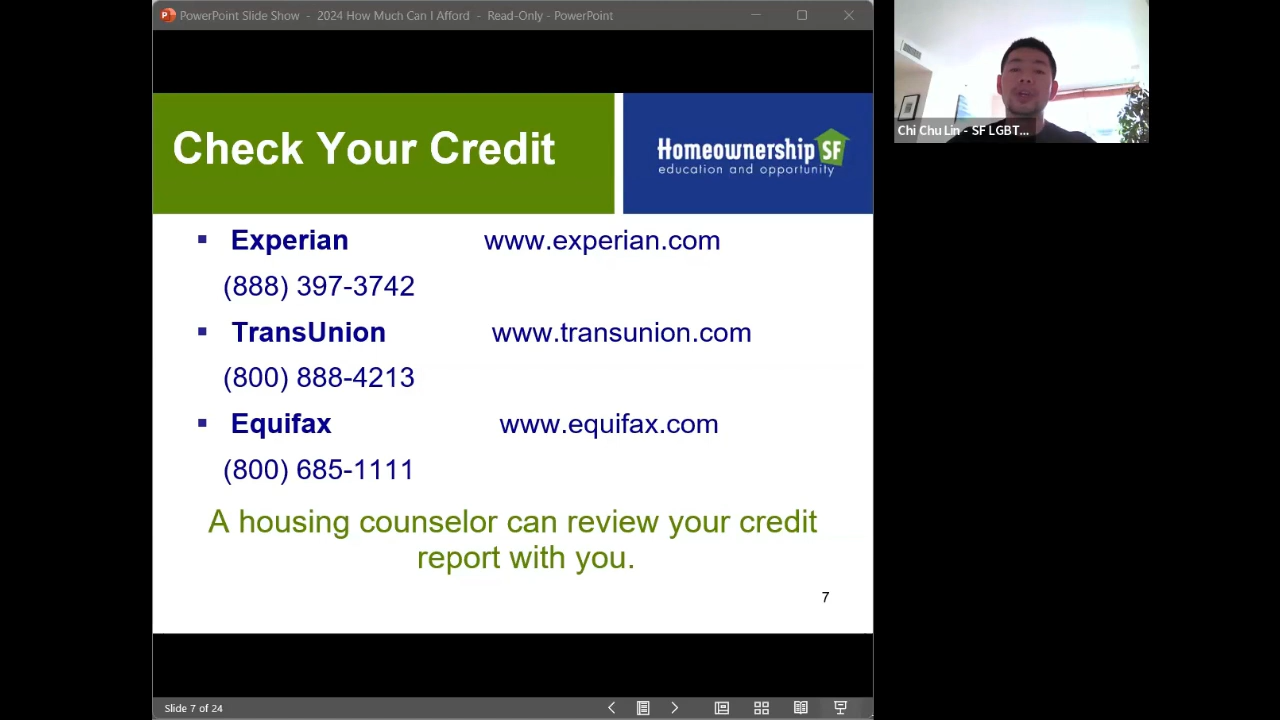 PowerPoint Slide Show - 2024 How Much Can I Afford - Read-Only - PowerPoint
Check Your Credit
Homeownership SF
education and opportunity
▪ Experian www.experian.com
(888) 397-3742
▪ TransUnion www.transunion.com
(800) 888-4213
▪ Equifax www.equifax.com
(800) 685-1111
A housing counselor can review your credit
report with you.
7
Slide 7 of 24
Chi Chu Lin - SF LGBT...